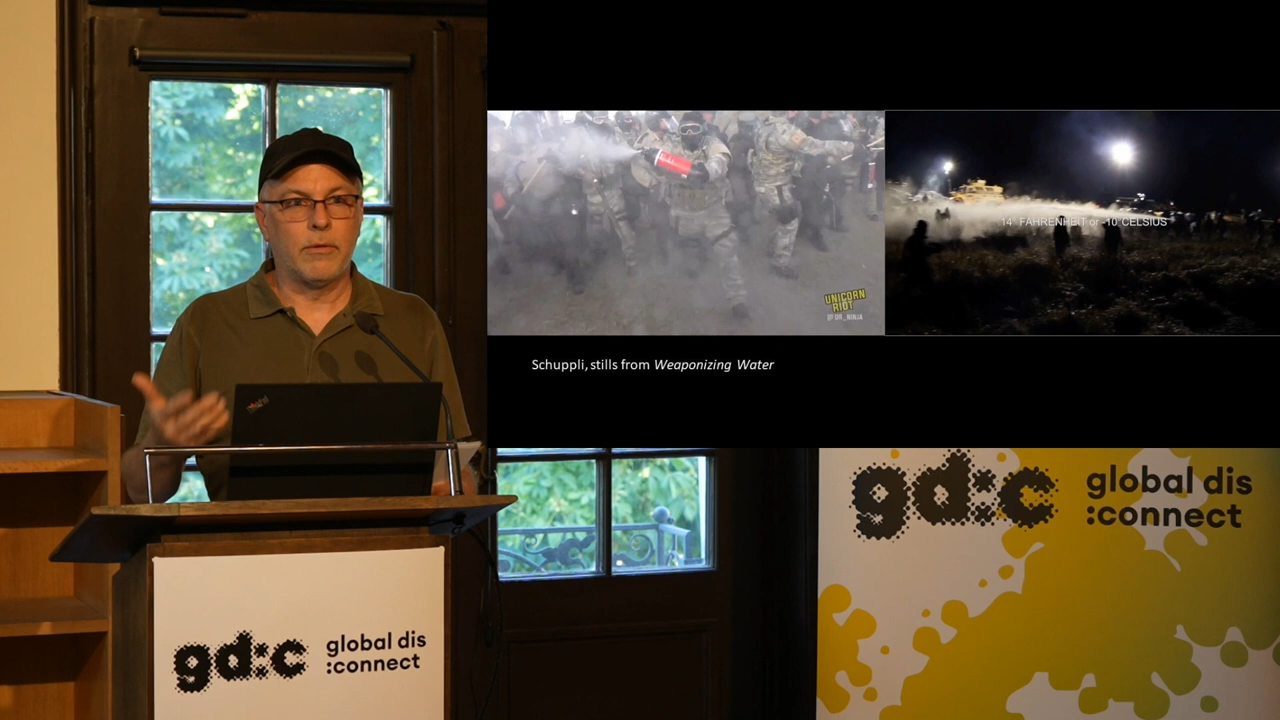 UNICORN
RIOT
@UR_NINJA
14° FAHRENHEIT or -10°CELSIUS
Schuppli, stills from Weaponizing Water
gd:c
global dis
:connect
gd:c
global dis
:connect